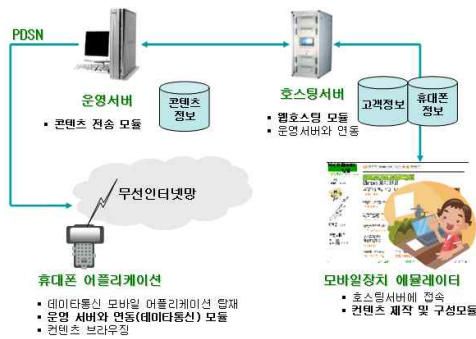 PDSN
운영서버
▪ 콘텐츠 전송 모듈
콘텐츠
정보
호스팅서버
▪ 웹호스팅 모듈
▪ 운영서버와 연동
고객정보
휴대폰
정보
무선인터넷망
휴대폰 어플리케이션
▪ 데이타통신 모바일 어플리케이션 탑재
▪ 운영 서버와 연동(데이타통신) 모듈
▪ 컨텐츠 브라우징
모바일장치 에뮬레이터
▪ 호스팅서버에 접속
▪ 컨텐츠 제작 및 구성모듈